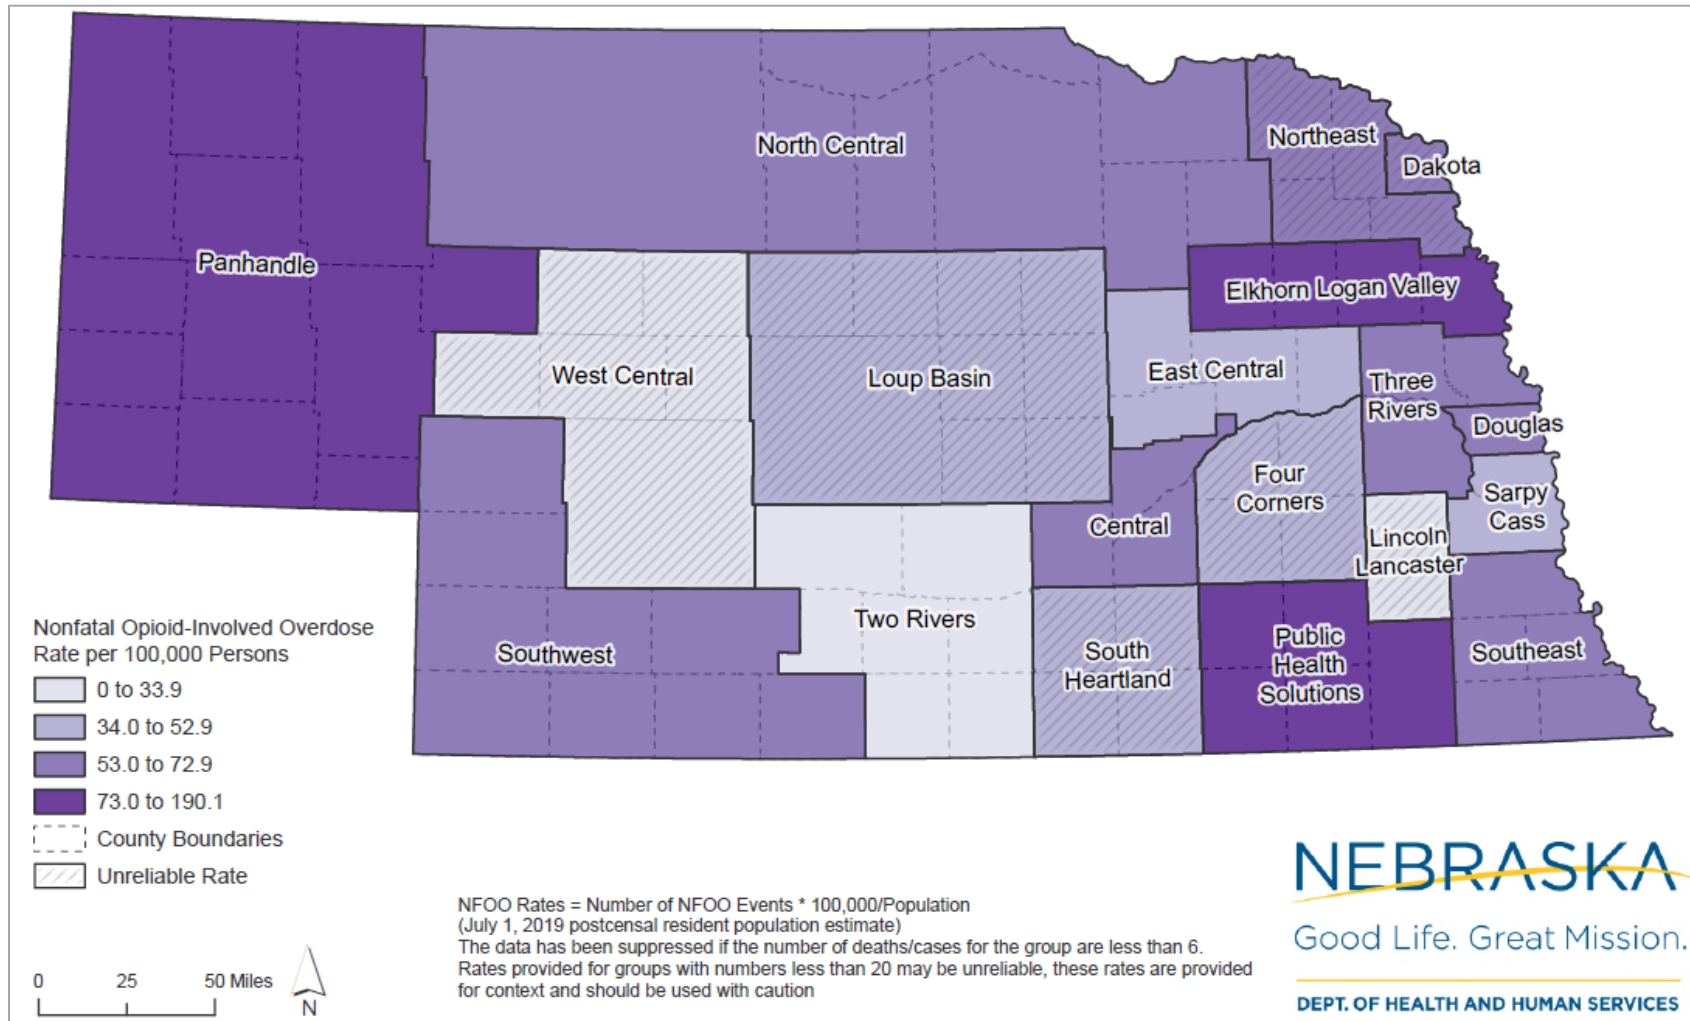 North Central
Northeast
Dakota
Panhandle
Elkhorn Logan Valley
West Central
Loup Basin
East Central
Three
Rivers
Douglas
Four
Corners
Sarpy
Cass
Central
Lincoln
Lancaster
Two Rivers
Southwest
South
Heartland
Public
Health
Solutions
Southeast
Nonfatal Opioid-Involved Overdose
Rate per 100,000 Persons
0 to 33.9
34.0 to 52.9
53.0 to 72.9
73.0 to 190.1
County Boundaries
Unreliable Rate
NFOO Rates = Number of NFOO Events * 100,000/Population
(July 1, 2019 postcensal resident population estimate)
The data has been suppressed if the number of deaths/cases for the group are less than 6.
Rates provided for groups with numbers less than 20 may be unreliable, these rates are provided
for context and should be used with caution
0 25 50 Miles
N
NEBRASKA
Good Life. Great Mission.
DEPT. OF HEALTH AND HUMAN SERVICES